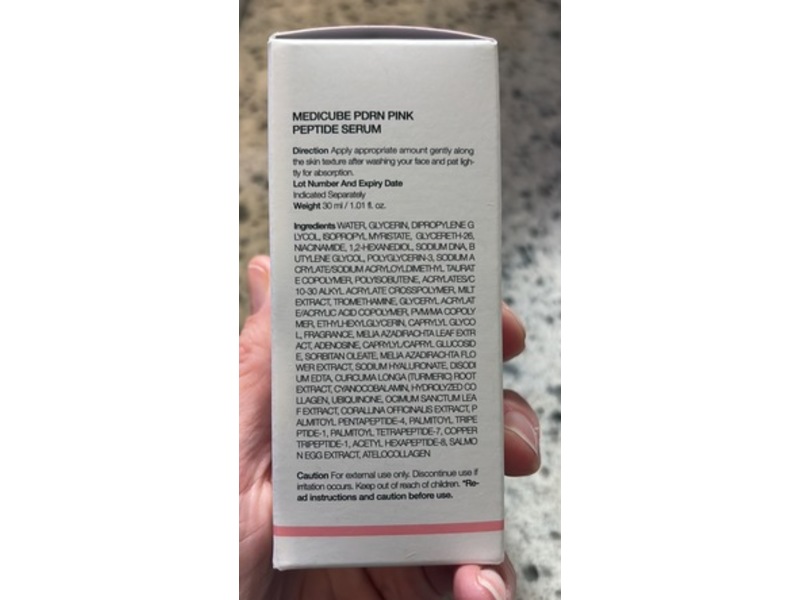 MEDICUBE PDRN PINK
PEPTIDE SERUM
Direction Apply appropriate amount gently along
the skin texture after washing your face and pat ligh-
tly for absorption.
Lot Number And Expiry Date
Indicated Separately
Weight 30 ml / 1.01 fl. oz.
Ingredients WATER, GLYCERIN, DIPROPYLENE G
LYCOL, ISOPROPYL MYRISTATE, GLYCERETH-26,
NIACINAMIDE, 1,2-HEXANEDIOL, SODIUM DNA, B
UTYLENE GLYCOL, POLYGLYCERIN-3, SODIUM A
CRYLATE/SODIUM ACRYLOYLDIMETHYL TAURAT
E COPOLYMER, POLYISOBUTENE, ACRYLATES/C
10-30 ALKYL ACRYLATE CROSSPOLYMER, MILT
EXTRACT, TROMETHAMINE, GLYCERYL ACRYLAT
E/ACRYLIC ACID COPOLYMER, PVM/MA COPOLY
MER, ETHYLHEXYLGLYCERIN, CAPRYLYL GLYCO
L, FRAGRANCE, MELIA AZADIRACHTA LEAF EXTR
ACT, ADENOSINE, CAPRYLYL/CAPRYL GLUCOSID
E, SORBITAN OLEATE, MELIA AZADIRACHTA FLO
WER EXTRACT, SODIUM HYALURONATE, DISODI
UM EDTA, CURCUMA LONGA (TURMERIC) ROOT
EXTRACT, CYANOCOBALAMIN, HYDROLYZED CO
LLAGEN, UBIQUINONE, OCIMUM SANCTUM LEA
F EXTRACT, CORALLINA OFFICINALIS EXTRACT, P
ALMITOYL PENTAPEPTIDE-4, PALMITOYL TRIPE
PTIDE-1, PALMITOYL TETRAPEPTIDE-7, COPPER
TRIPEPTIDE-1, ACETYL HEXAPEPTIDE-8, SALMO
N EGG EXTRACT, ATELOCOLLAGEN
Caution For external use only. Discontinue use if
irritation occurs. Keep out of reach of children. *Re-
ad instructions and caution before use.